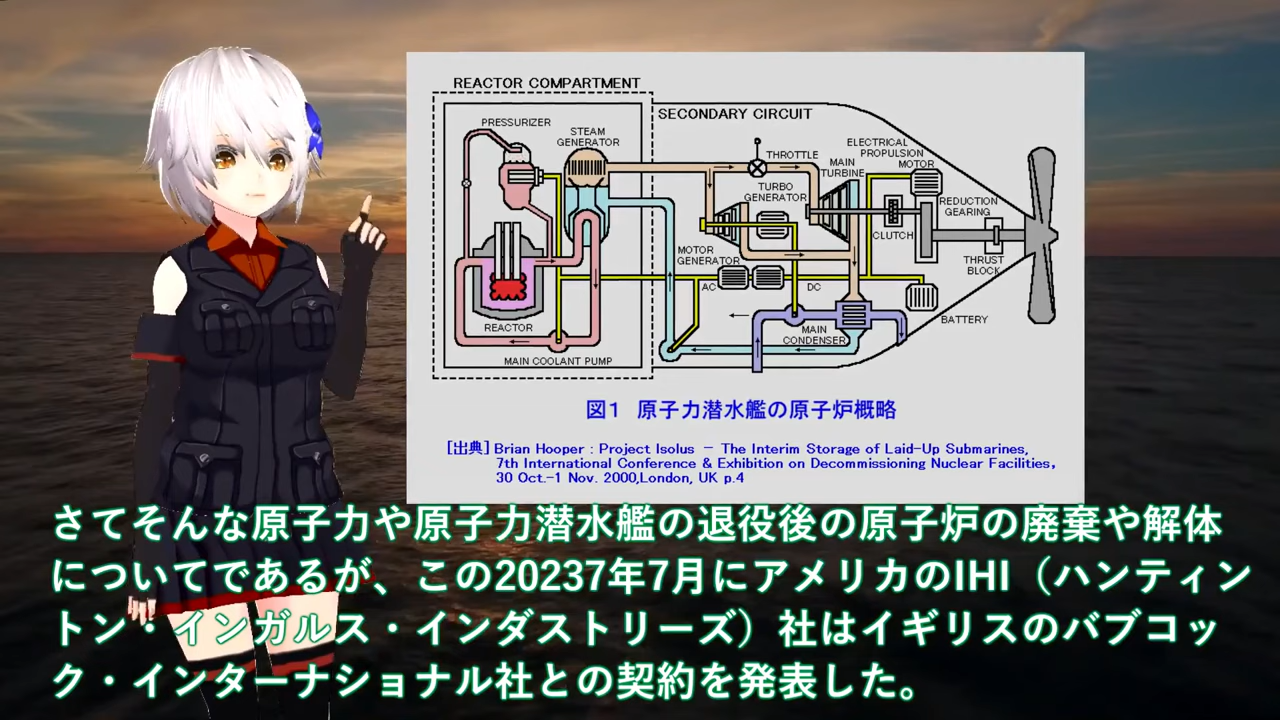 REACTOR COMPARTMENT
SECONDARY CIRCUIT
PRESSURIZER
STEAM
GENERATOR
THROTTLE
ELECTRICAL
PROPULSION
MOTOR
MAIN
TURBINE
TURBO
GENERATOR
REDUCTION
GEARING
CLUTCH
MOTOR
GENERATOR
THRUST
BLOCK
AC
DC
REACTOR
BATTERY
MAIN
CONDENSER
MAIN COOLANT PUMP
図1 原子力潜水艦の原子炉概略
[出典] Brian Hooper : Project Isolus － The Interim Storage of Laid-Up Submarines,
7th International Conference & Exhibition on Decommissioning Nuclear Facilities,
30 Oct.-1 Nov. 2000,London, UK p.4
さてそんな原子力や原子力潜水艦の退役後の原子炉の廃棄や解体
についてであるが、この20237年7月にアメリカのIHI（ハンティン
トン・インガルス・インダストリーズ）社はイギリスのバブコッ
ク・インターナショナル社との契約を発表した。